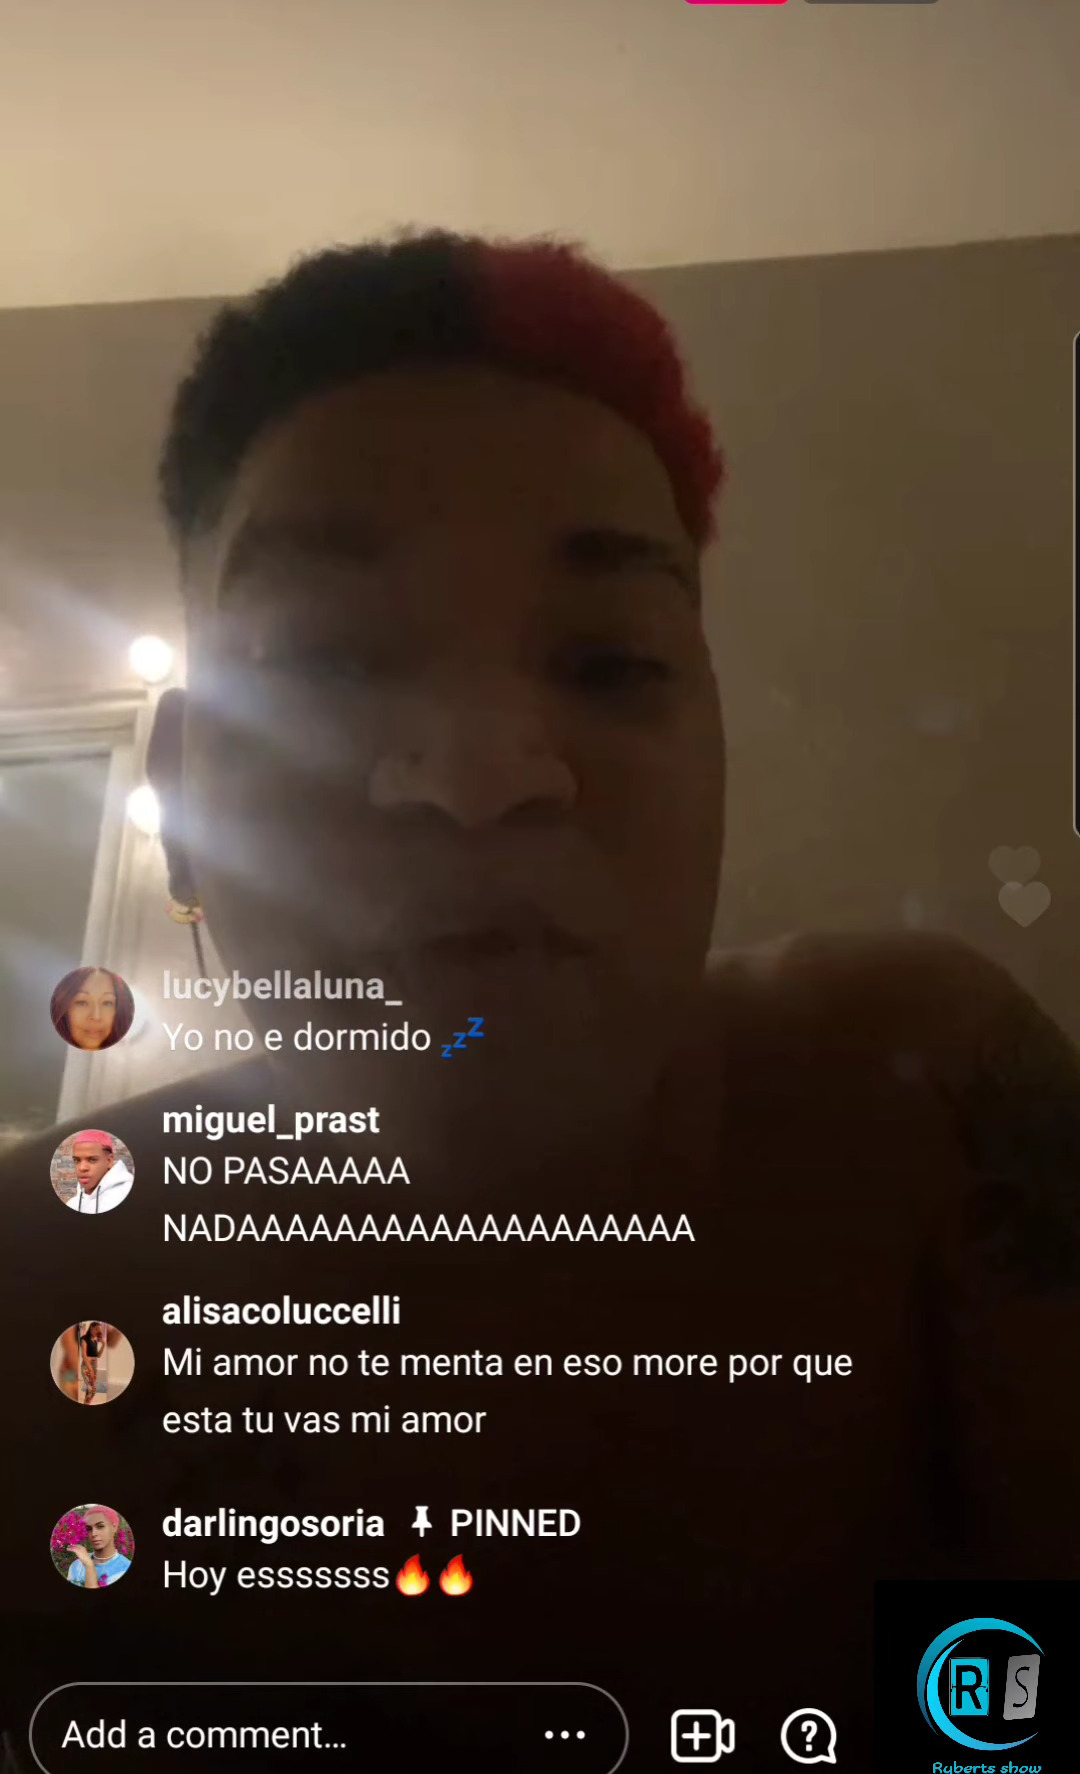 lucybellaluna_
Yo no e dormido 💤
miguel_prast
NO PASAAAAA
NADAAAAAAAAAAAAAAAAAAA
alisacoluccelli
Mi amor no te menta en eso more por que
esta tu vas mi amor
darlingosoria PINNED
Hoy esssssss🔥🔥
Add a comment...
R S
Ryberts show